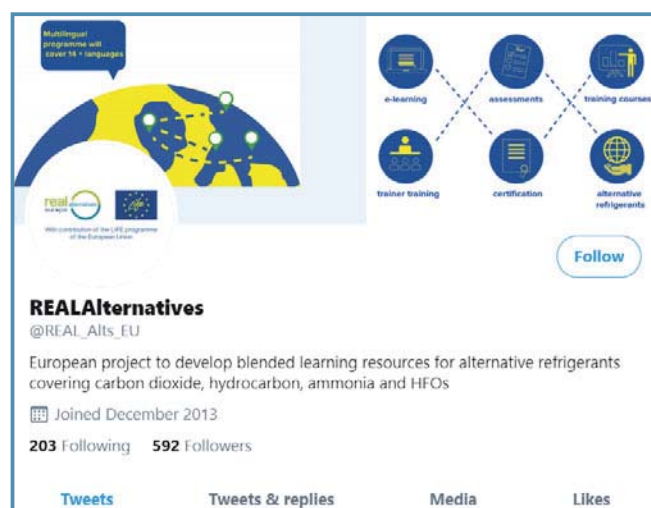 Multilingual
programme will
cover 14 + languages
e-learning
assessments
training courses
trainer training
certification
alternative
refrigerants
real alternatives
europe
With contribution of the LIFE programme
of the European Union
Follow
REALAlternatives
@REAL_Alts_EU
European project to develop blended learning resources for alternative refrigerants
covering carbon dioxide, hydrocarbon, ammonia and HFOs
Joined December 2013
203 Following 592 Followers
Tweets Tweets & replies Media Likes